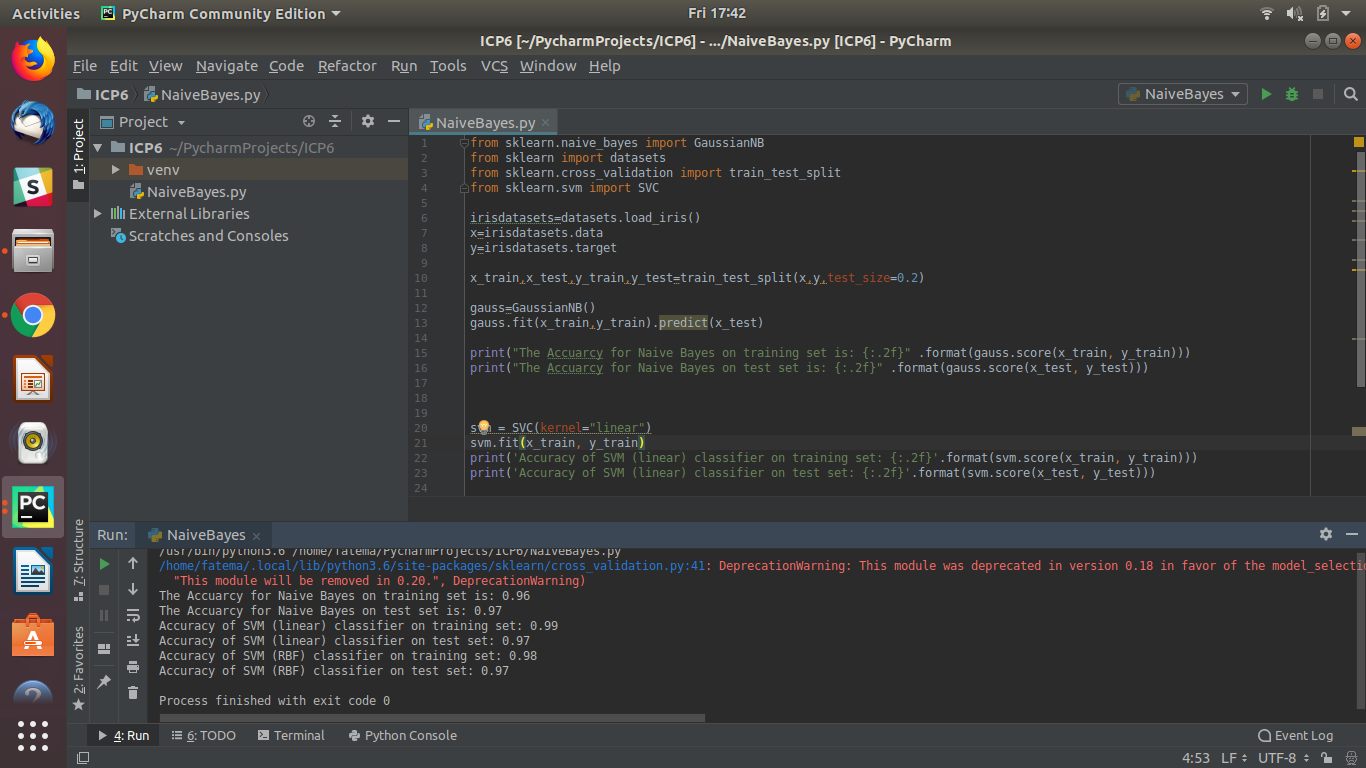 Activities PyCharm Community Edition Fri 17:42
ICP6 [~/PycharmProjects/ICP6] - .../NaiveBayes.py [ICP6] - PyCharm
File Edit View Navigate Code Refactor Run Tools VCS Window Help
ICP6 NaiveBayes.py NaiveBayes
1: Project
Project
ICP6 ~/PycharmProjects/ICP6
venv
NaiveBayes.py
External Libraries
Scratches and Consoles
NaiveBayes.py
1 from sklearn.naive_bayes import GaussianNB
2 from sklearn import datasets
3 from sklearn.cross_validation import train_test_split
4 from sklearn.svm import SVC
5
6 irisdatasets=datasets.load_iris()
7 x=irisdatasets.data
8 y=irisdatasets.target
9
10 x_train,x_test,y_train,y_test=train_test_split(x,y,test_size=0.2)
11
12 gauss=GaussianNB()
13 gauss.fit(x_train,y_train).predict(x_test)
14
15 print("The Accuarcy for Naive Bayes on training set is: {:.2f}" .format(gauss.score(x_train, y_train)))
16 print("The Accuarcy for Naive Bayes on test set is: {:.2f}" .format(gauss.score(x_test, y_test)))
17
18
19
20 svm = SVC(kernel="linear")
21 svm.fit(x_train, y_train)
22 print('Accuracy of SVM (linear) classifier on training set: {:.2f}'.format(svm.score(x_train, y_train)))
23 print('Accuracy of SVM (linear) classifier on test set: {:.2f}'.format(svm.score(x_test, y_test)))
24
7: Structure
2: Favorites
Run: NaiveBayes
/usr/bin/python3.6 /home/fatema/PycharmProjects/ICP6/NaiveBayes.py
/home/fatema/.local/lib/python3.6/site-packages/sklearn/cross_validation.py:41: DeprecationWarning: This module was deprecated in version 0.18 in favor of the model_selectio
"This module will be removed in 0.20.", DeprecationWarning)
The Accuarcy for Naive Bayes on training set is: 0.96
The Accuarcy for Naive Bayes on test set is: 0.97
Accuracy of SVM (linear) classifier on training set: 0.99
Accuracy of SVM (linear) classifier on test set: 0.97
Accuracy of SVM (RBF) classifier on training set: 0.98
Accuracy of SVM (RBF) classifier on test set: 0.97
Process finished with exit code 0
4: Run 6: TODO Terminal Python Console Event Log
4:53 LF UTF-8